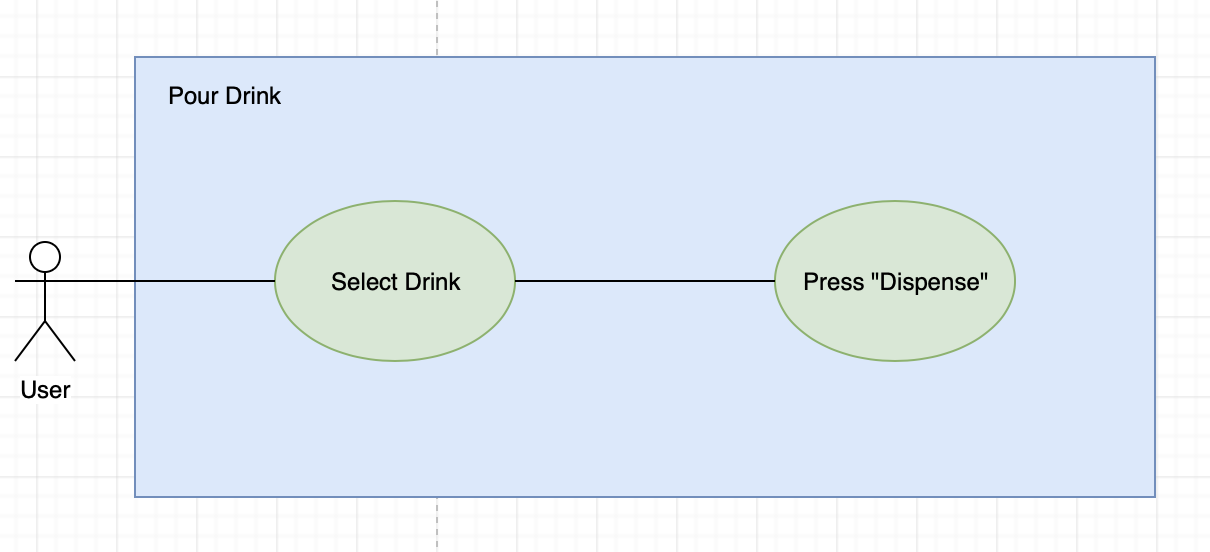 Pour Drink
Select Drink
Press "Dispense"
User